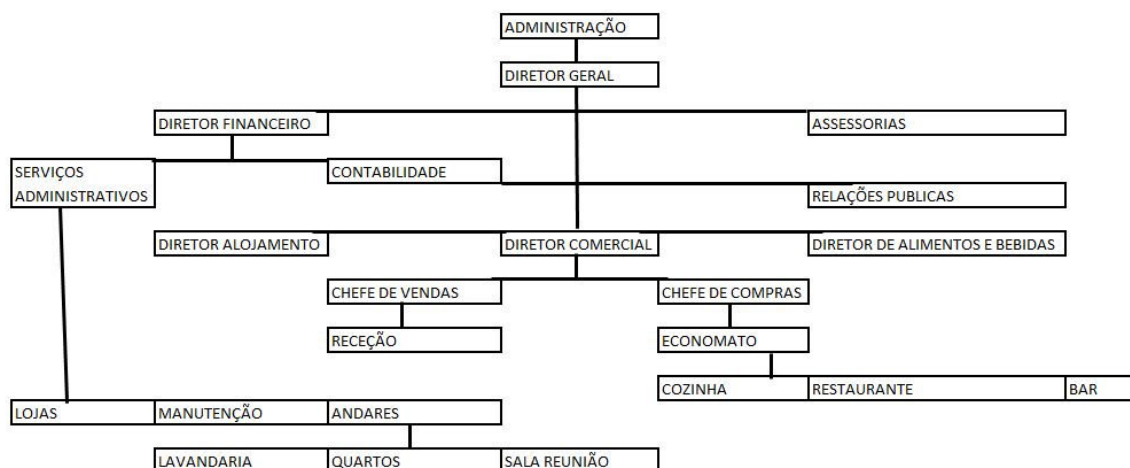 ADMINISTRAÇÃO
DIRETOR GERAL
DIRETOR FINANCEIRO
ASSESSORIAS
SERVIÇOS
ADMINISTRATIVOS
CONTABILIDADE
RELAÇÕES PUBLICAS
DIRETOR ALOJAMENTO
DIRETOR COMERCIAL
DIRETOR DE ALIMENTOS E BEBIDAS
CHEFE DE VENDAS
CHEFE DE COMPRAS
RECEÇÃO
ECONOMATO
COZINHA
RESTAURANTE
BAR
LOJAS
MANUTENÇÃO
ANDARES
LAVANDARIA
QUARTOS
SALA REUNIÃO